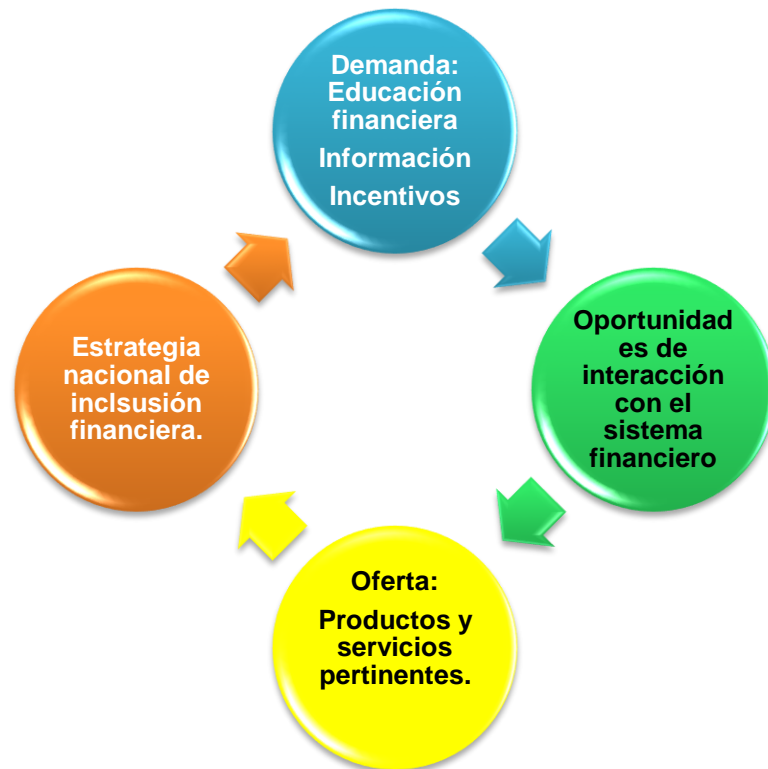 Demanda:
Educación
financiera
Información
Incentivos
Oportunidad
es de
interacción
con el
sistema
financiero
Oferta:
Productos y
servicios
pertinentes.
Estrategia
nacional de
inclsusión
financiera.